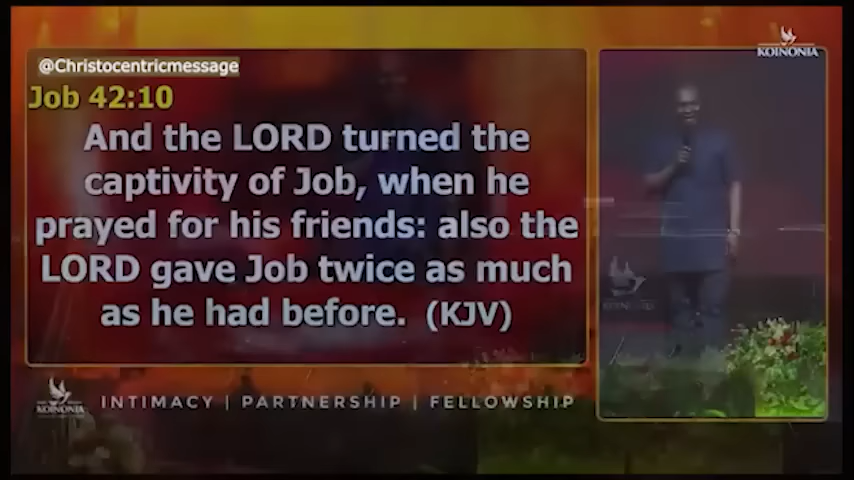 @Christocentricmessage
KOINONIA
Job 42:10
And the LORD turned the
captivity of Job, when he
prayed for his friends: also the
LORD gave Job twice as much
as he had before. (KJV)
KOINONIA
KOINONIA
INTIMACY | PARTNERSHIP | FELLOWSHIP